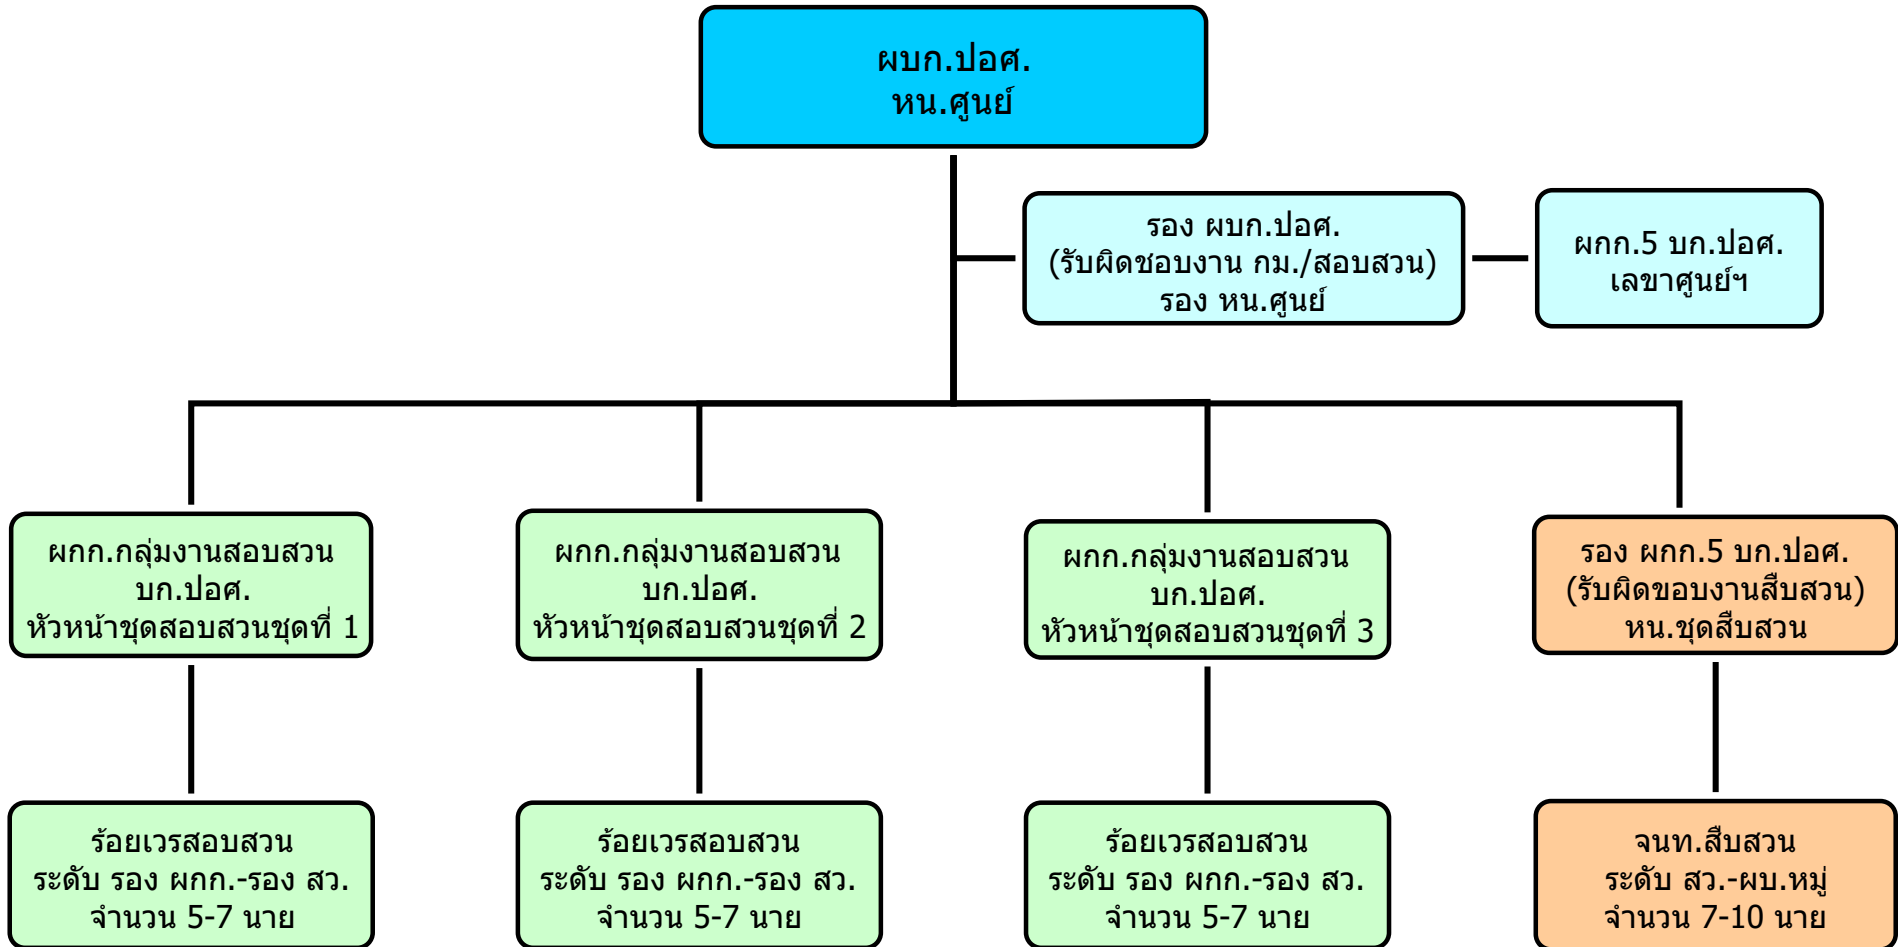 ผบก.ปอศ.
หน.ศูนย์
รอง ผบก.ปอศ.
(รับผิดชอบงาน กม./สอบสวน)
รอง หน.ศูนย์
ผกก.5 บก.ปอศ.
เลขาศูนย์ฯ
ผกก.กลุ่มงานสอบสวน
บก.ปอศ.
หัวหน้าชุดสอบสวนชุดที่ 1
ผกก.กลุ่มงานสอบสวน
บก.ปอศ.
หัวหน้าชุดสอบสวนชุดที่ 2
ผกก.กลุ่มงานสอบสวน
บก.ปอศ.
หัวหน้าชุดสอบสวนชุดที่ 3
รอง ผกก.5 บก.ปอศ.
(รับผิดขอบงานสืบสวน)
หน.ชุดสืบสวน
ร้อยเวรสอบสวน
ระดับ รอง ผกก.-รอง สว.
จำนวน 5-7 นาย
ร้อยเวรสอบสวน
ระดับ รอง ผกก.-รอง สว.
จำนวน 5-7 นาย
ร้อยเวรสอบสวน
ระดับ รอง ผกก.-รอง สว.
จำนวน 5-7 นาย
จนท.สืบสวน
ระดับ สว.-ผบ.หมู่
จำนวน 7-10 นาย